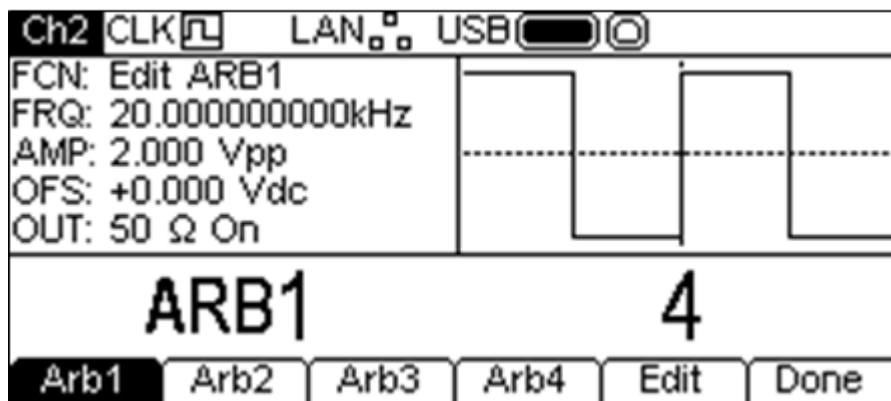 Ch2 CLK LAN USB
FCN: Edit ARB1
FRQ: 20.000000000kHz
AMP: 2.000 Vpp
OFS: +0.000 Vdc
OUT: 50 Ω On
ARB1 4
Arb1 Arb2 Arb3 Arb4 Edit Done